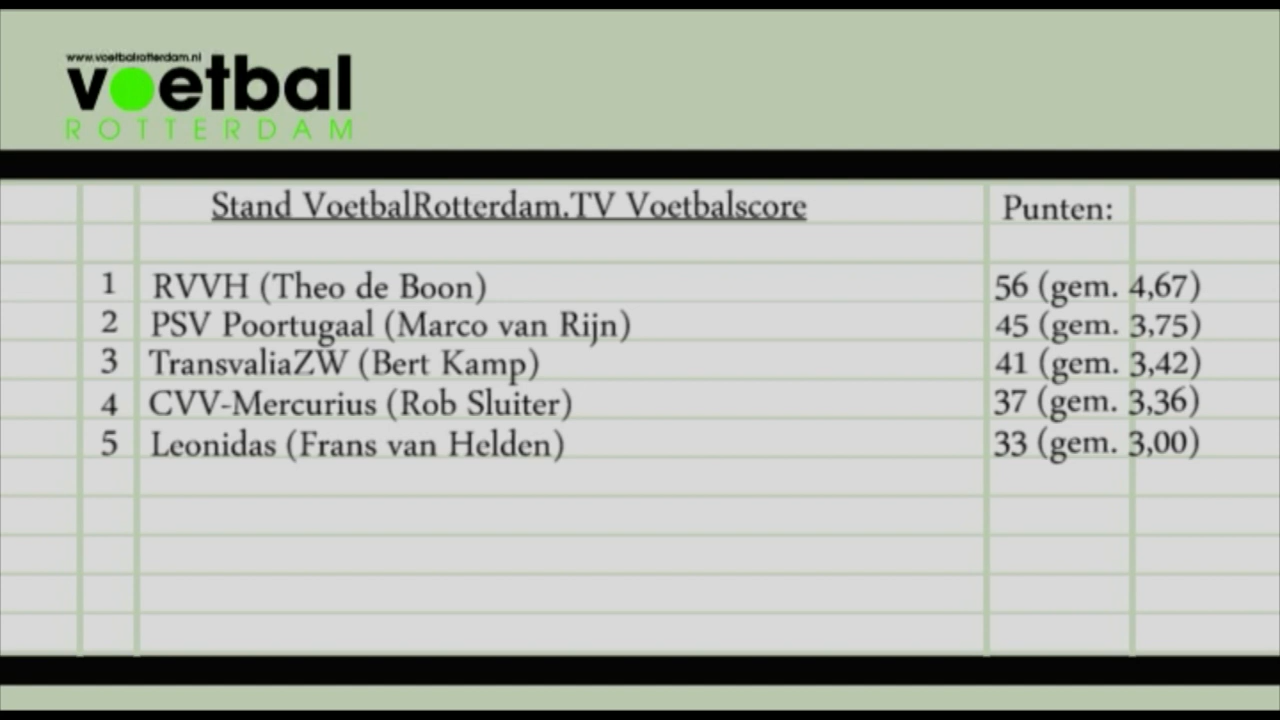 www.voetbalrotterdam.nl
voetbal
ROTTERDAM
Stand VoetbalRotterdam.TV Voetbalscore Punten:
1 RVVH (Theo de Boon) 56 (gem. 4,67)
2 PSV Poortugaal (Marco van Rijn) 45 (gem. 3,75)
3 TransvaliaZW (Bert Kamp) 41 (gem. 3,42)
4 CVV-Mercurius (Rob Sluiter) 37 (gem. 3,36)
5 Leonidas (Frans van Helden) 33 (gem. 3,00)